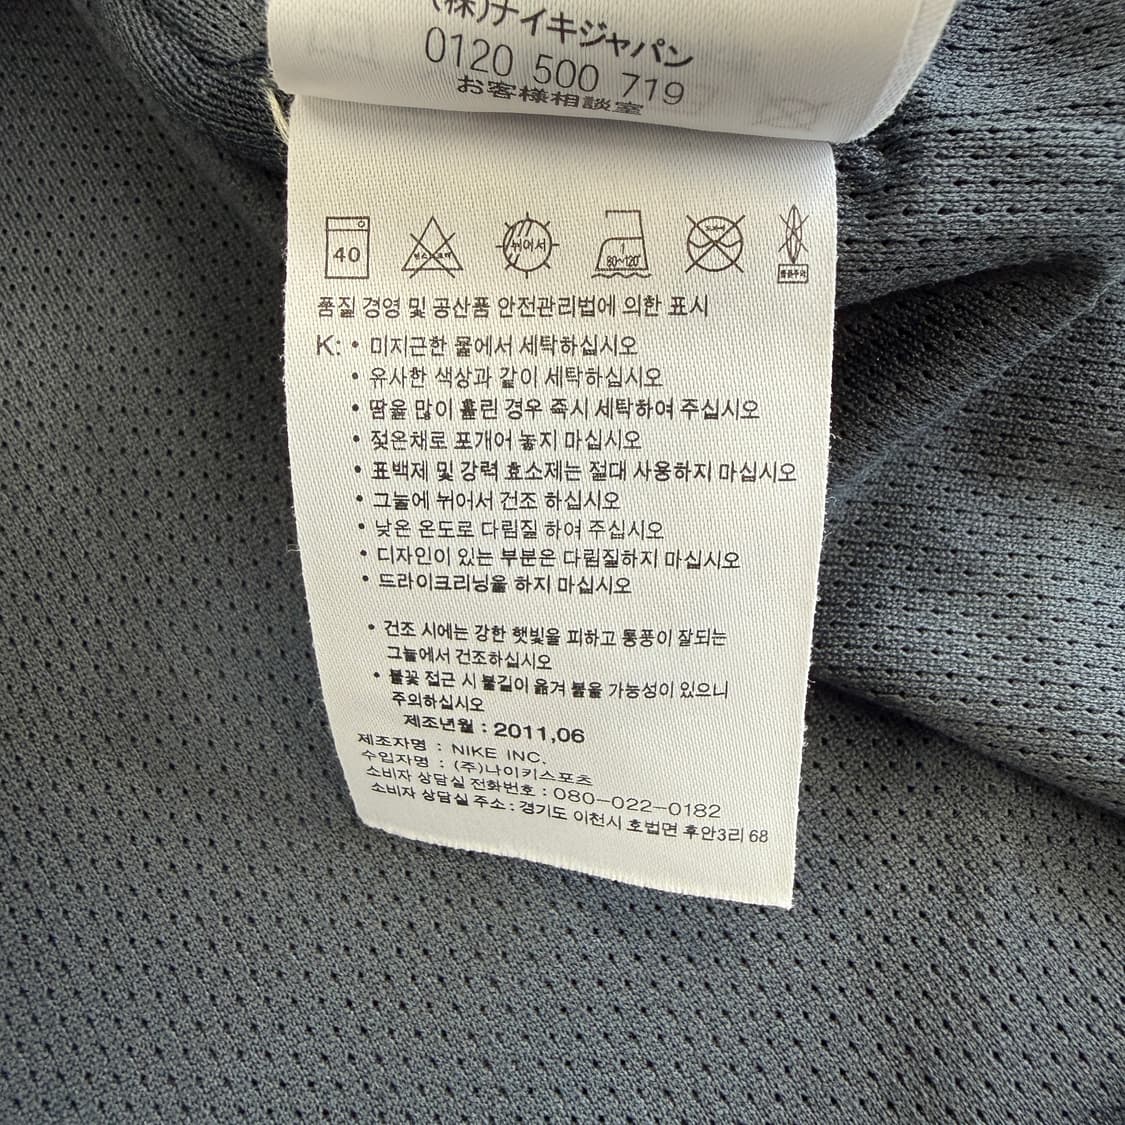 (株)ナイキジャパン
0120 500 719
お客様相談室
40
뉘어서
80~120°
품질 경영 및 공산품 안전관리법에 의한 표시
K: • 미지근한 물에서 세탁하십시오
• 유사한 색상과 같이 세탁하십시오
• 땀을 많이 흘린 경우 즉시 세탁하여 주십시오
• 젖은채로 포개어 놓지 마십시오
• 표백제 및 강력 효소제는 절대 사용하지 마십시오
• 그늘에 뉘어서 건조 하십시오
• 낮은 온도로 다림질 하여 주십시오
• 디자인이 있는 부분은 다림질하지 마십시오
• 드라이크리닝을 하지 마십시오
• 건조 시에는 강한 햇빛을 피하고 통풍이 잘되는
그늘에서 건조하십시오
• 불꽃 접근 시 불길이 옮겨 붙을 가능성이 있으니
주의하십시오
제조년월 : 2011,06
제조자명 : NIKE INC.
수입자명 : (주)나이키스포츠
소비자 상담실 전화번호 : 080-022-0182
소비자 상담실 주소 : 경기도 이천시 호법면 후안3리 68